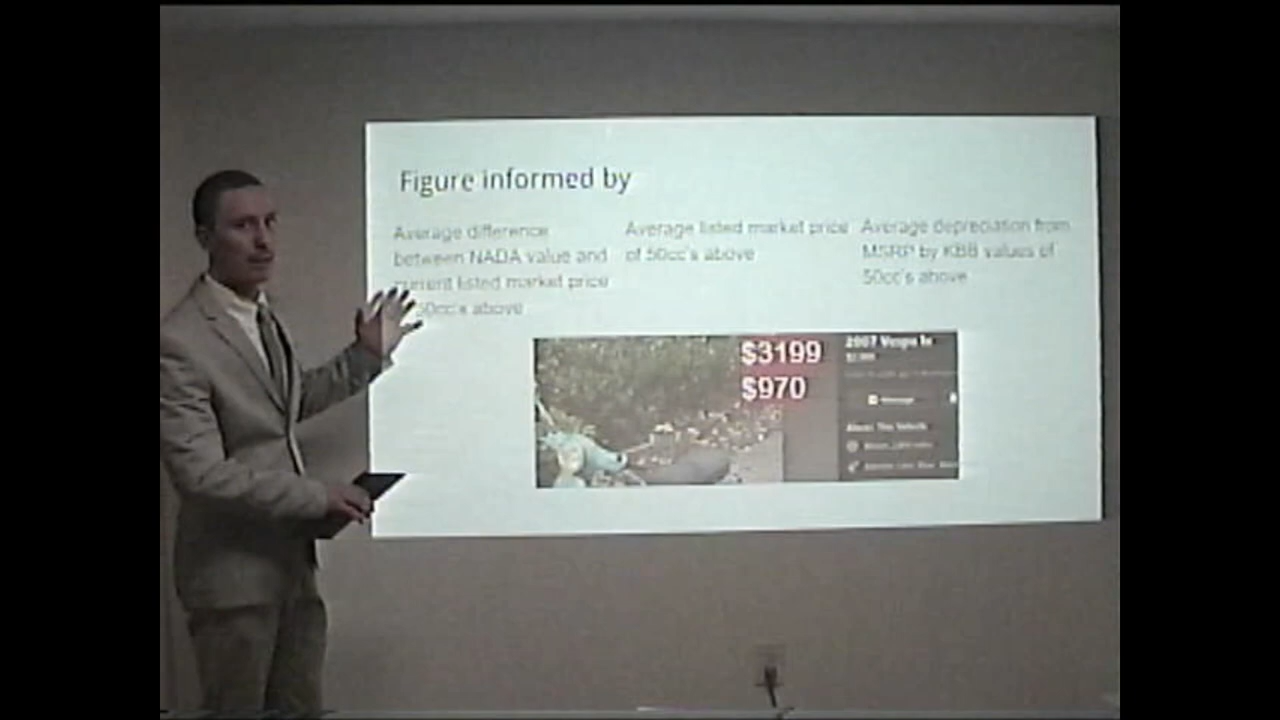 Figure informed by
Average difference
between NADA value and
current listed market price
50cc's above
Average listed market price
of 50cc's above
Average depreciation from
MSRP by KBB values of
50cc's above
$3199
$970
2007 Vespa lx
About This Vehicle